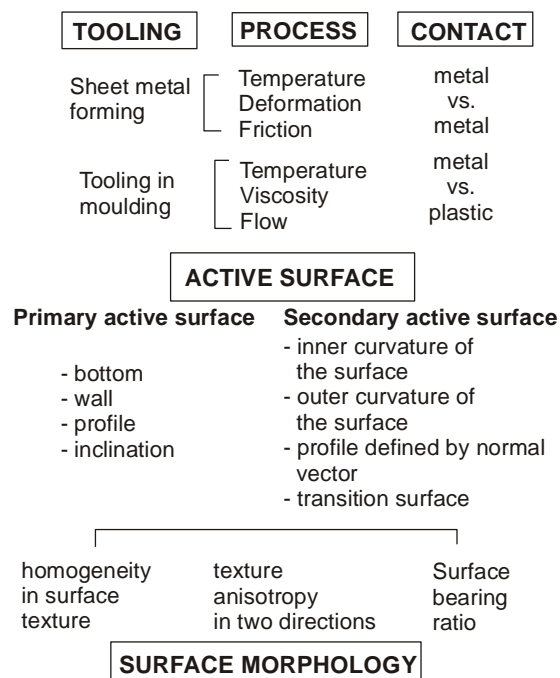 TOOLING PROCESS CONTACT
Sheet metal
forming
Temperature
Deformation
Friction
metal
vs.
metal
Tooling in
moulding
Temperature
Viscosity
Flow
metal
vs.
plastic
ACTIVE SURFACE
Primary active surface
- bottom
- wall
- profile
- inclination
Secondary active surface
- inner curvature of
the surface
- outer curvature of
the surface
- profile defined by normal
vector
- transition surface
homogeneity
in surface
texture
texture
anisotropy
in two directions
Surface
bearing
ratio
SURFACE MORPHOLOGY